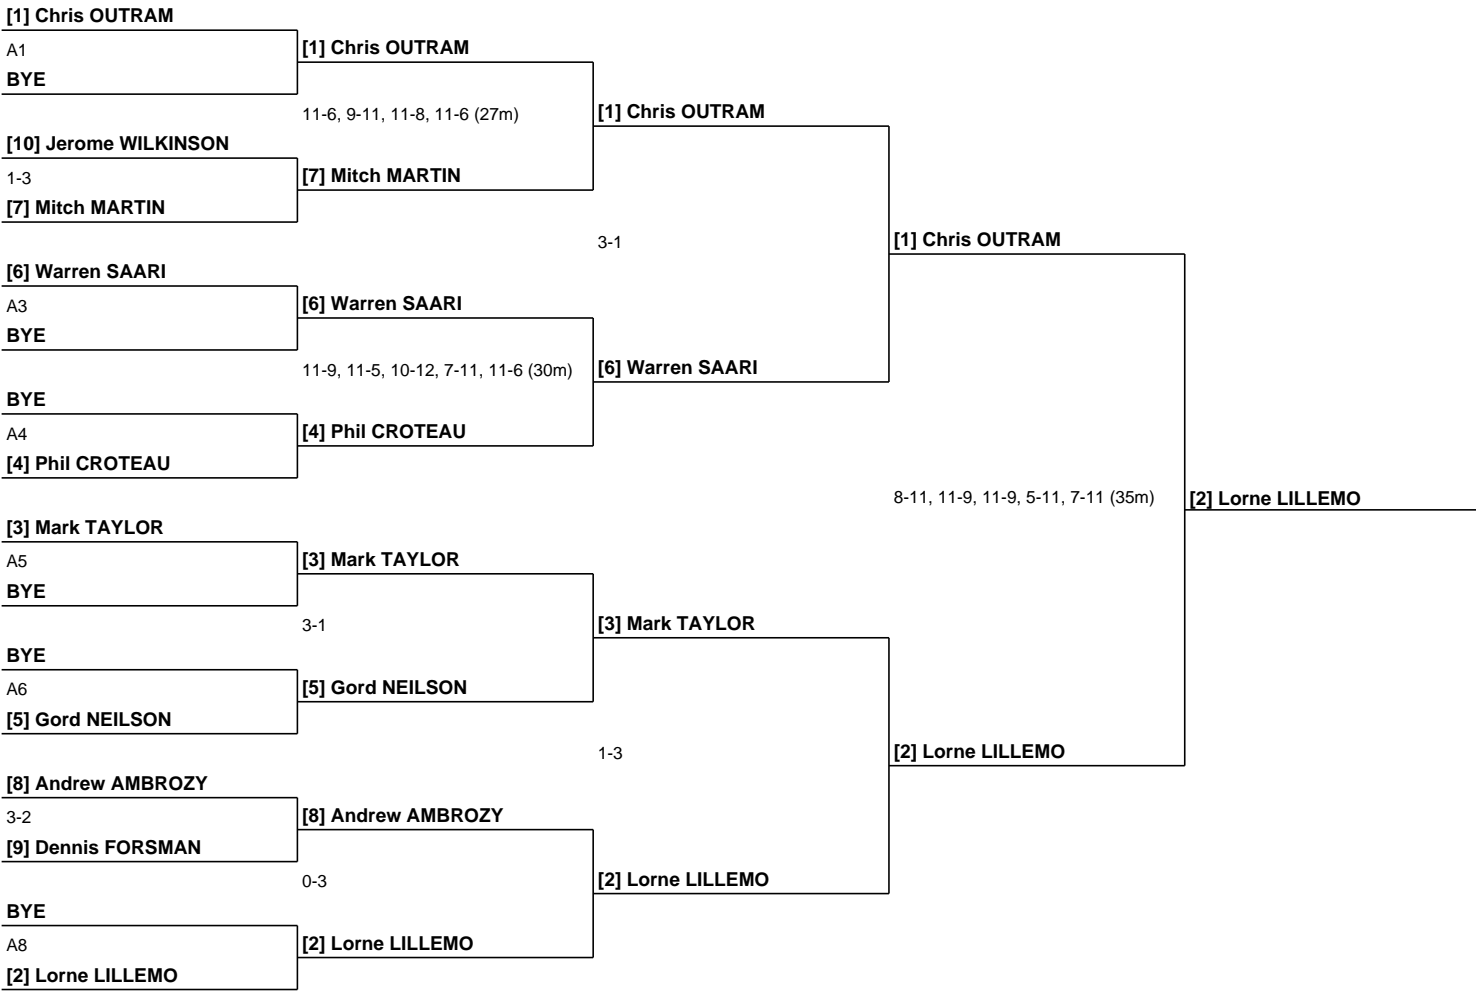 [1] Chris OUTRAM
A1
BYE
[10] Jerome WILKINSON
1-3
[7] Mitch MARTIN
[6] Warren SAARI
A3
BYE
BYE
A4
[4] Phil CROTEAU
[3] Mark TAYLOR
A5
BYE
BYE
A6
[5] Gord NEILSON
[8] Andrew AMBROZY
3-2
[9] Dennis FORSMAN
BYE
A8
[2] Lorne LILLEMO
[1] Chris OUTRAM
11-6, 9-11, 11-8, 11-6 (27m)
[7] Mitch MARTIN
[6] Warren SAARI
11-9, 11-5, 10-12, 7-11, 11-6 (30m)
[4] Phil CROTEAU
[3] Mark TAYLOR
3-1
[5] Gord NEILSON
[8] Andrew AMBROZY
0-3
[2] Lorne LILLEMO
[1] Chris OUTRAM
3-1
[6] Warren SAARI
[3] Mark TAYLOR
1-3
[2] Lorne LILLEMO
[1] Chris OUTRAM
8-11, 11-9, 11-9, 5-11, 7-11 (35m)
[2] Lorne LILLEMO
[2] Lorne LILLEMO